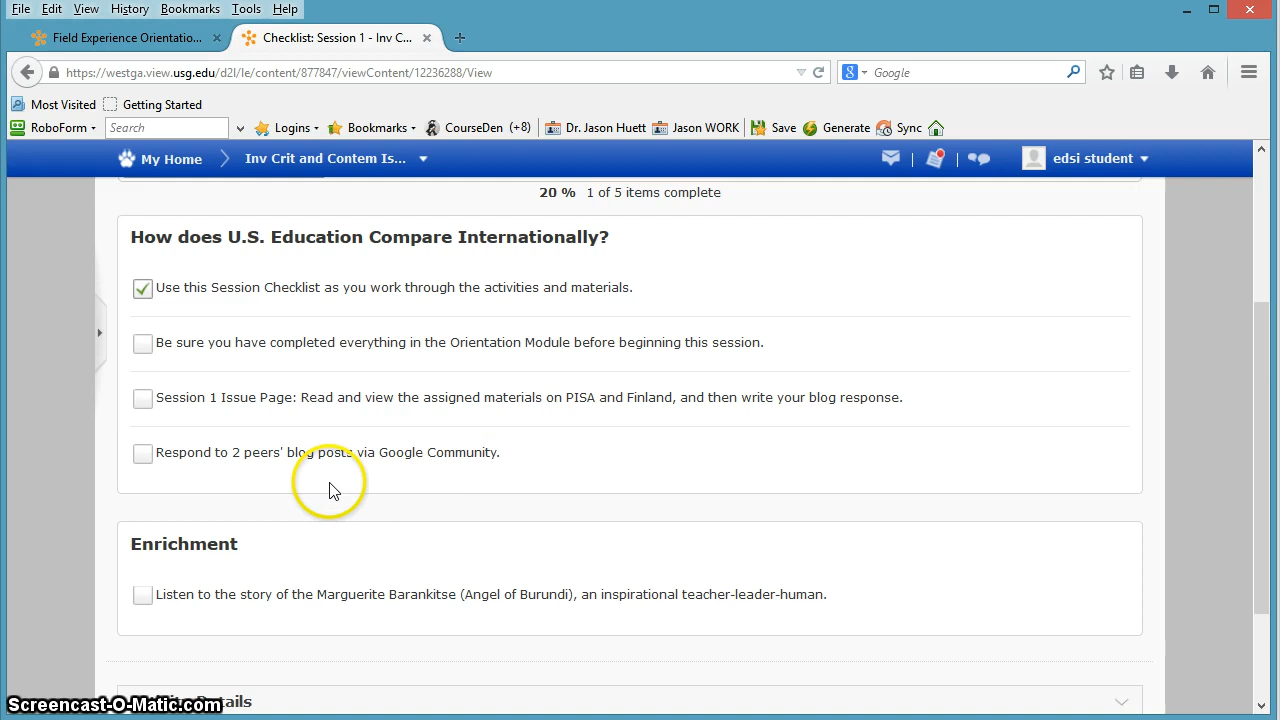 File Edit View History Bookmarks Tools Help
Field Experience Orientatio... Checklist: Session 1 - Inv C...
https://westga.view.usg.edu/d2l/le/content/877847/viewContent/12236288/View Google
Most Visited Getting Started
RoboForm Search Logins Bookmarks CourseDen (+8) Dr. Jason Huett Jason WORK Save Generate Sync
My Home Inv Crit and Contem Is... edsi student
20 % 1 of 5 items complete
How does U.S. Education Compare Internationally?
Use this Session Checklist as you work through the activities and materials.
Be sure you have completed everything in the Orientation Module before beginning this session.
Session 1 Issue Page: Read and view the assigned materials on PISA and Finland, and then write your blog response.
Respond to 2 peers' blog posts via Google Community.
Enrichment
Listen to the story of the Marguerite Barankitse (Angel of Burundi), an inspirational teacher-leader-human.
Details
Screencast-O-Matic.com